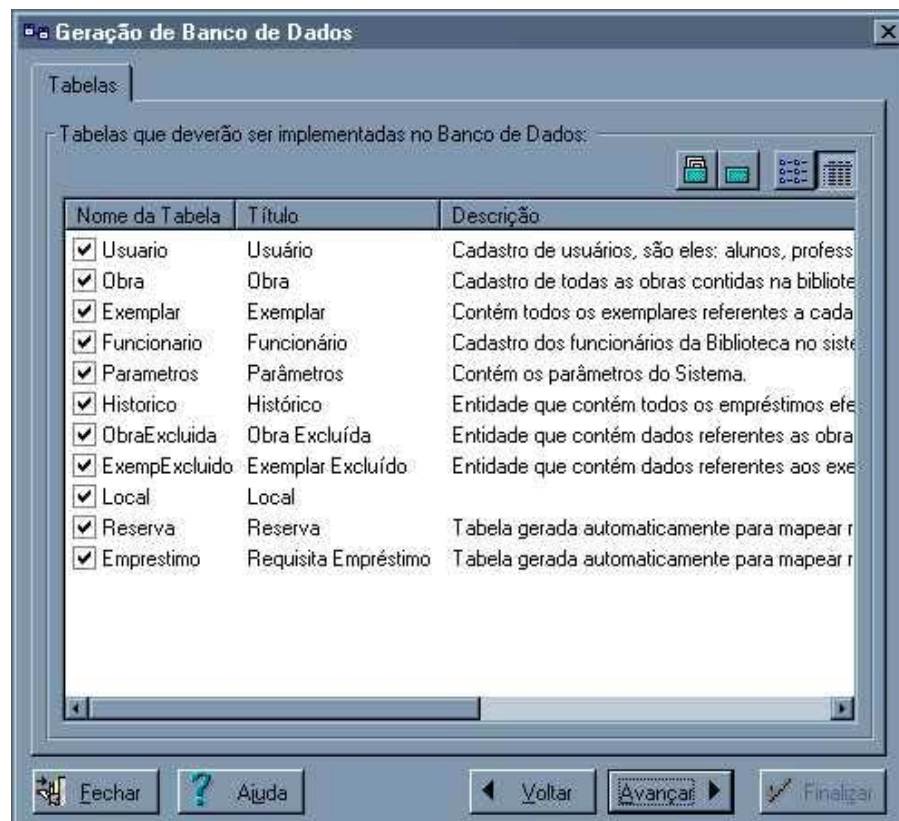 Geração de Banco de Dados
Tabelas
Tabelas que deverão ser implementadas no Banco de Dados:
Nome da Tabela Título Descrição
Usuario Usuário Cadastro de usuários, são eles: alunos, profess
Obra Obra Cadastro de todas as obras contidas na bibliote
Exemplar Exemplar Contém todos os exemplares referentes a cada
Funcionario Funcionário Cadastro dos funcionários da Biblioteca no siste
Parametros Parâmetros Contém os parâmetros do Sistema.
Historico Histórico Entidade que contém todos os empréstimos efe
ObraExcluida Obra Excluída Entidade que contém dados referentes as obra
ExempExcluido Exemplar Excluído Entidade que contém dados referentes aos exe
Local Local
Reserva Reserva Tabela gerada automaticamente para mapear r
Emprestimo Requisita Empréstimo Tabela gerada automaticamente para mapear r
Fechar Ajuda Voltar Avançar Finalizar